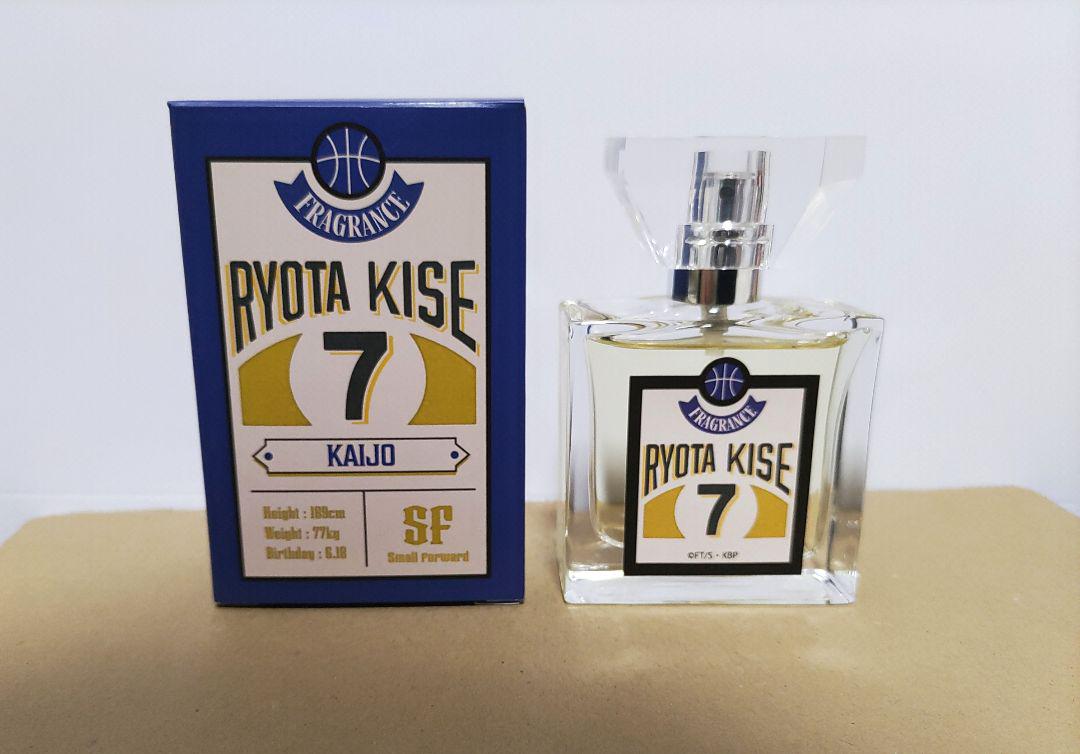 FRAGRANCE
RYOTA KISE
7
KAIJO
Height : 189cm
Weight : 77kg
Birthday : 6.18
SF
Small Forward
FRAGRANCE
RYOTA KISE
7
©FT/S・KBP